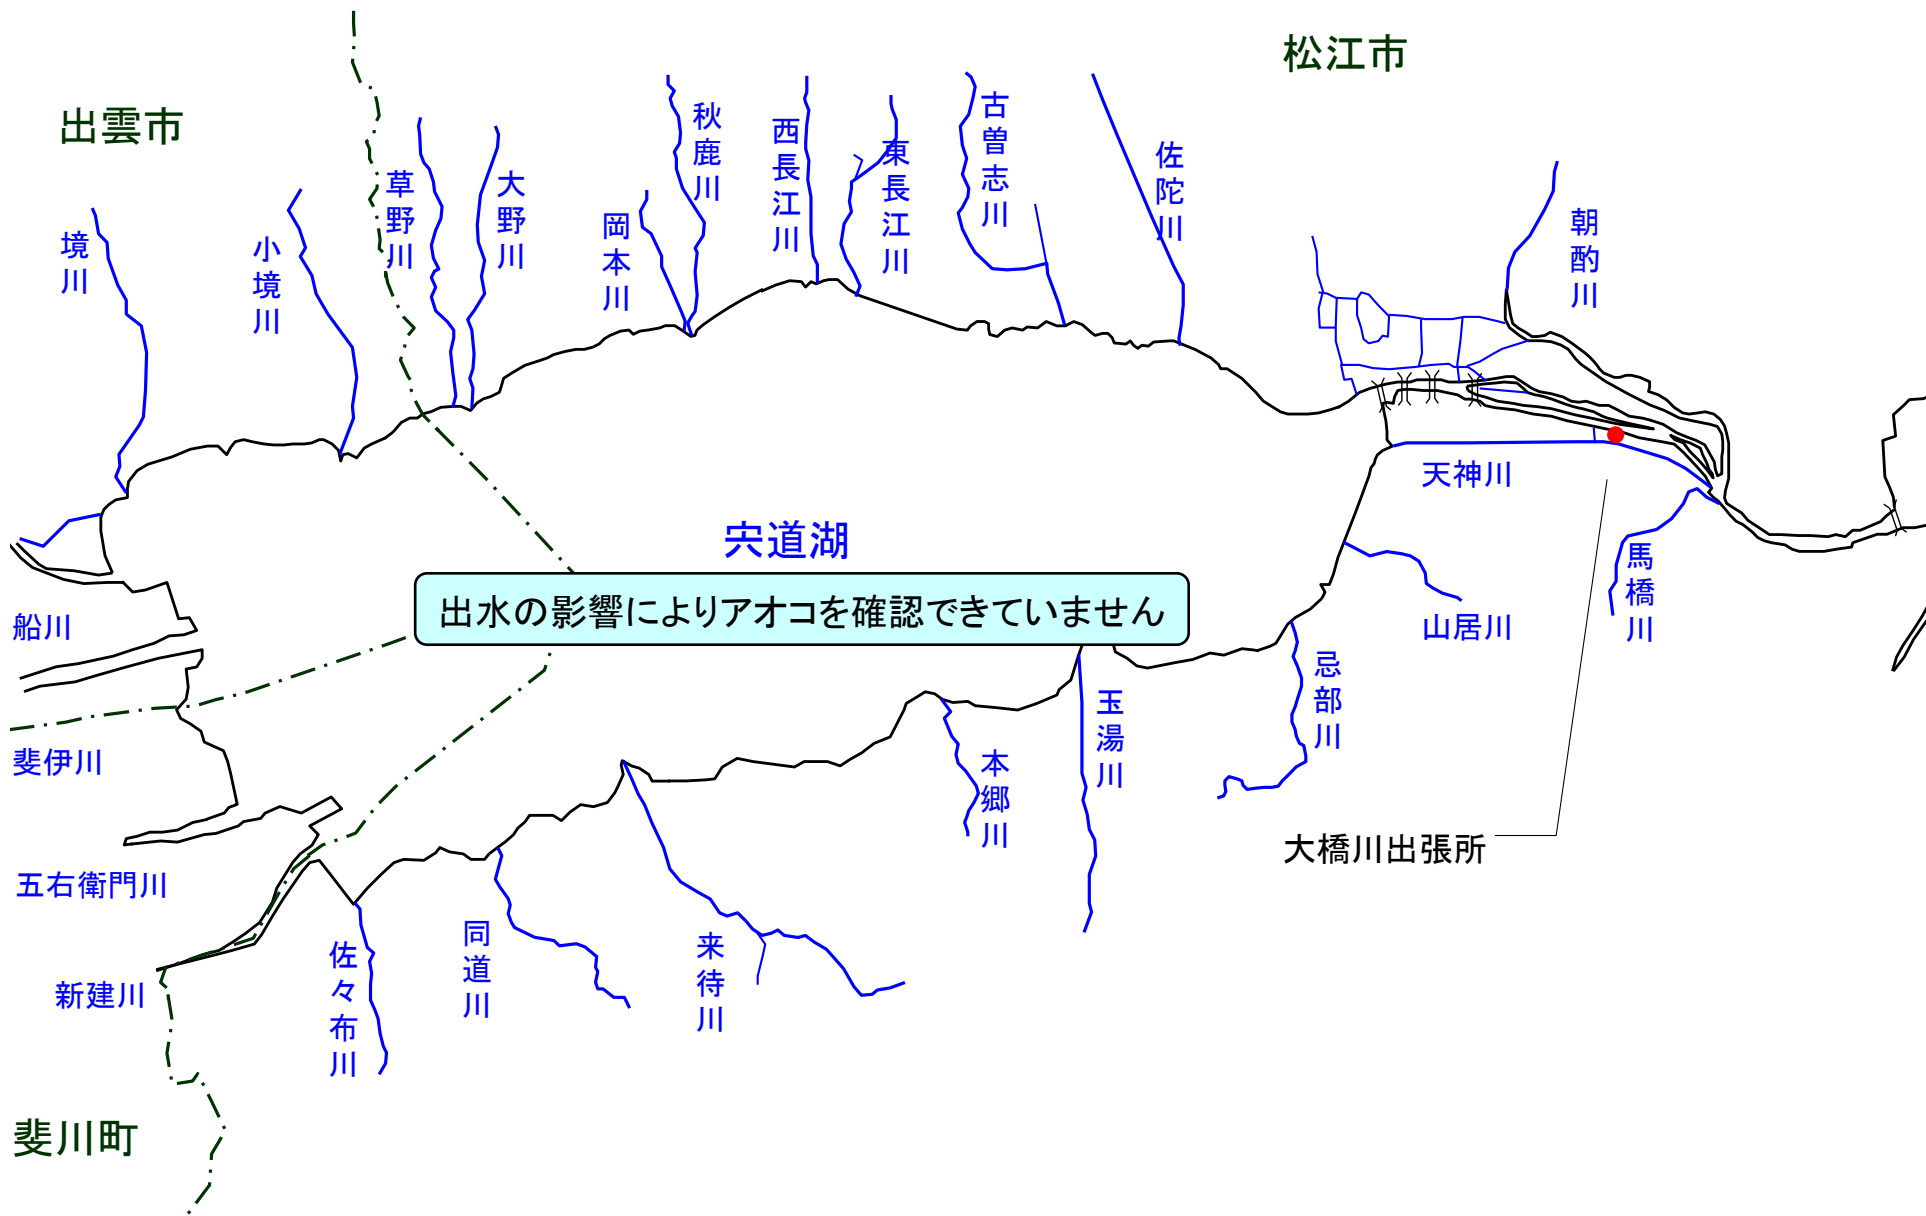 松江市
出雲市
境川
小境川
草野川
大野川
岡本川
秋鹿川
西長江川
東長江川
古曽志川
佐陀川
朝酌川
天神川
宍道湖
出水の影響によりアオコを確認できていません
馬橋川
山居川
船川
忌部川
玉湯川
斐伊川
本郷川
大橋川出張所
五右衛門川
新建川
佐々布川
同道川
来待川
斐川町